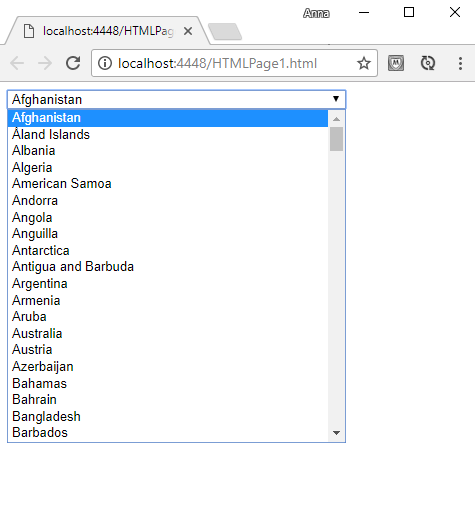 Anna
localhost:4448/HTMLPag
localhost:4448/HTMLPage1.html
Afghanistan
Afghanistan
Åland Islands
Albania
Algeria
American Samoa
Andorra
Angola
Anguilla
Antarctica
Antigua and Barbuda
Argentina
Armenia
Aruba
Australia
Austria
Azerbaijan
Bahamas
Bahrain
Bangladesh
Barbados